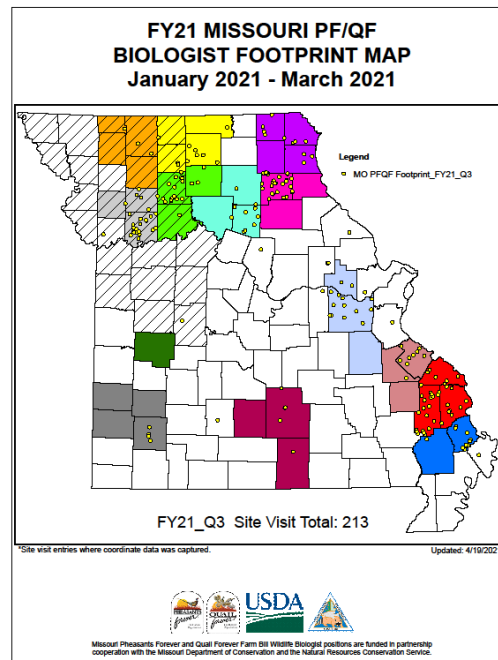 FY21 MISSOURI PF/QF
BIOLOGIST FOOTPRINT MAP
January 2021 - March 2021
Legend
MO PFQF Footprint_FY21_Q3
FY21_Q3 Site Visit Total: 213
*Site visit entries where coordinate data was captured.
Updated: 4/19/202
QUAIL
forever
USDA
Missouri Pheasants Forever and Quail Forever Farm Bill Wildlife Biologist positions are funded in partnership
cooperation with the Missouri Department of Conservation and the Natural Resources Conservation Service.